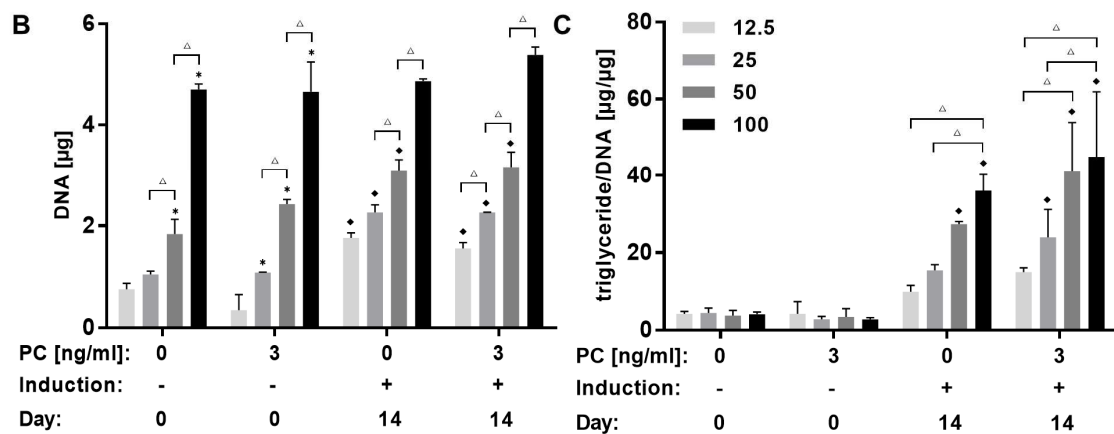 B
DNA [µg]
6
4
2
0
PC [ng/ml]: 0 3 0 3
Induction: - - + +
Day: 0 0 14 14
C
triglyceride/DNA [µg/µg]
80
60
40
20
0
12.5
25
50
100
PC [ng/ml]: 0 3 0 3
Induction: - - + +
Day: 0 0 14 14